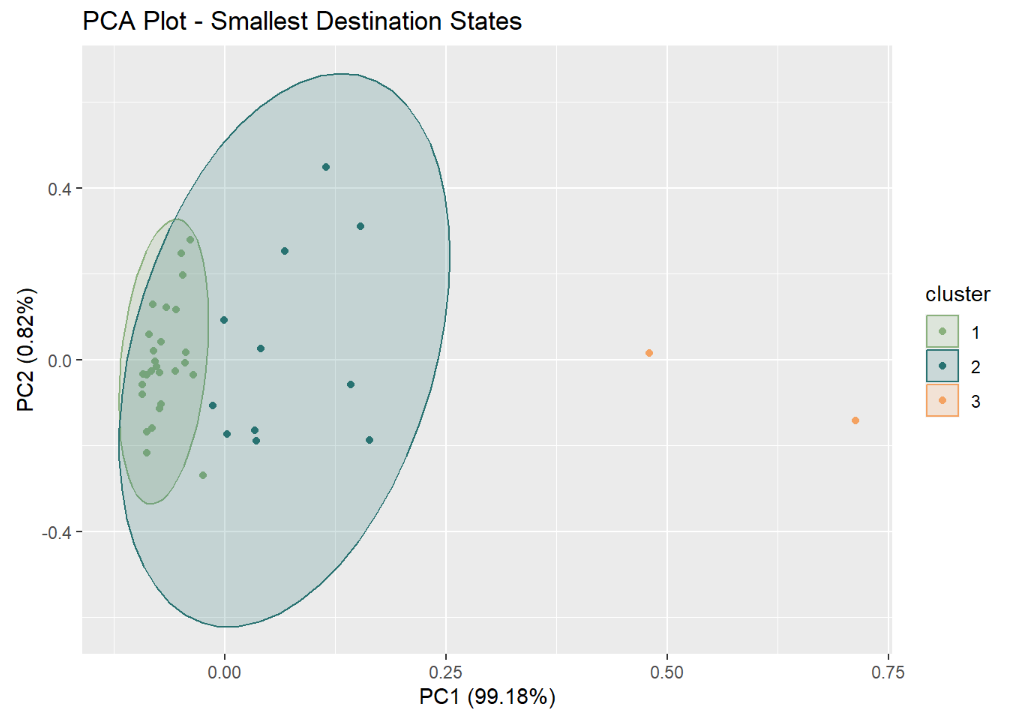 PCA Plot - Smallest Destination States
PC2 (0.82%)
0.4
0.0
-0.4
0.00
0.25
0.50
0.75
PC1 (99.18%)
cluster
1
2
3